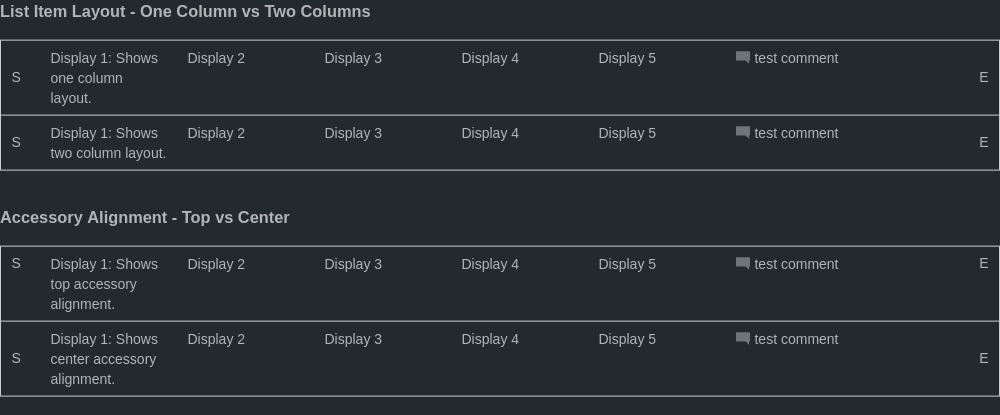 List Item Layout - One Column vs Two Columns
Display 1: Shows Display 2 Display 3 Display 4 Display 5 test comment
S one column E
layout.
Display 1: Shows Display 2 Display 3 Display 4 Display 5 test comment
S two column layout. E
Accessory Alignment - Top vs Center
S Display 1: Shows Display 2 Display 3 Display 4 Display 5 test comment E
top accessory
alignment.
Display 1: Shows Display 2 Display 3 Display 4 Display 5 test comment
S center accessory E
alignment.